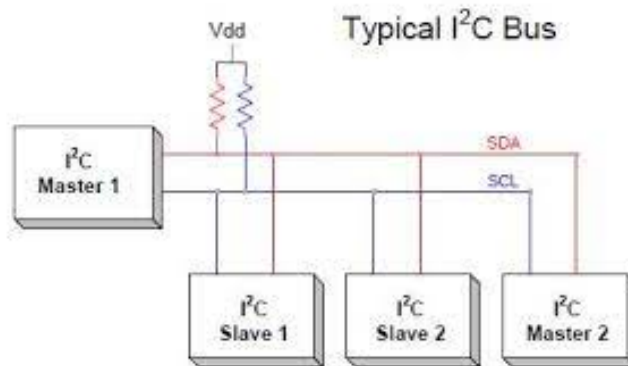 Typical I²C Bus
Vdd
I²C
Master 1
SDA
SCL
I²C
Slave 1
I²C
Slave 2
I²C
Master 2